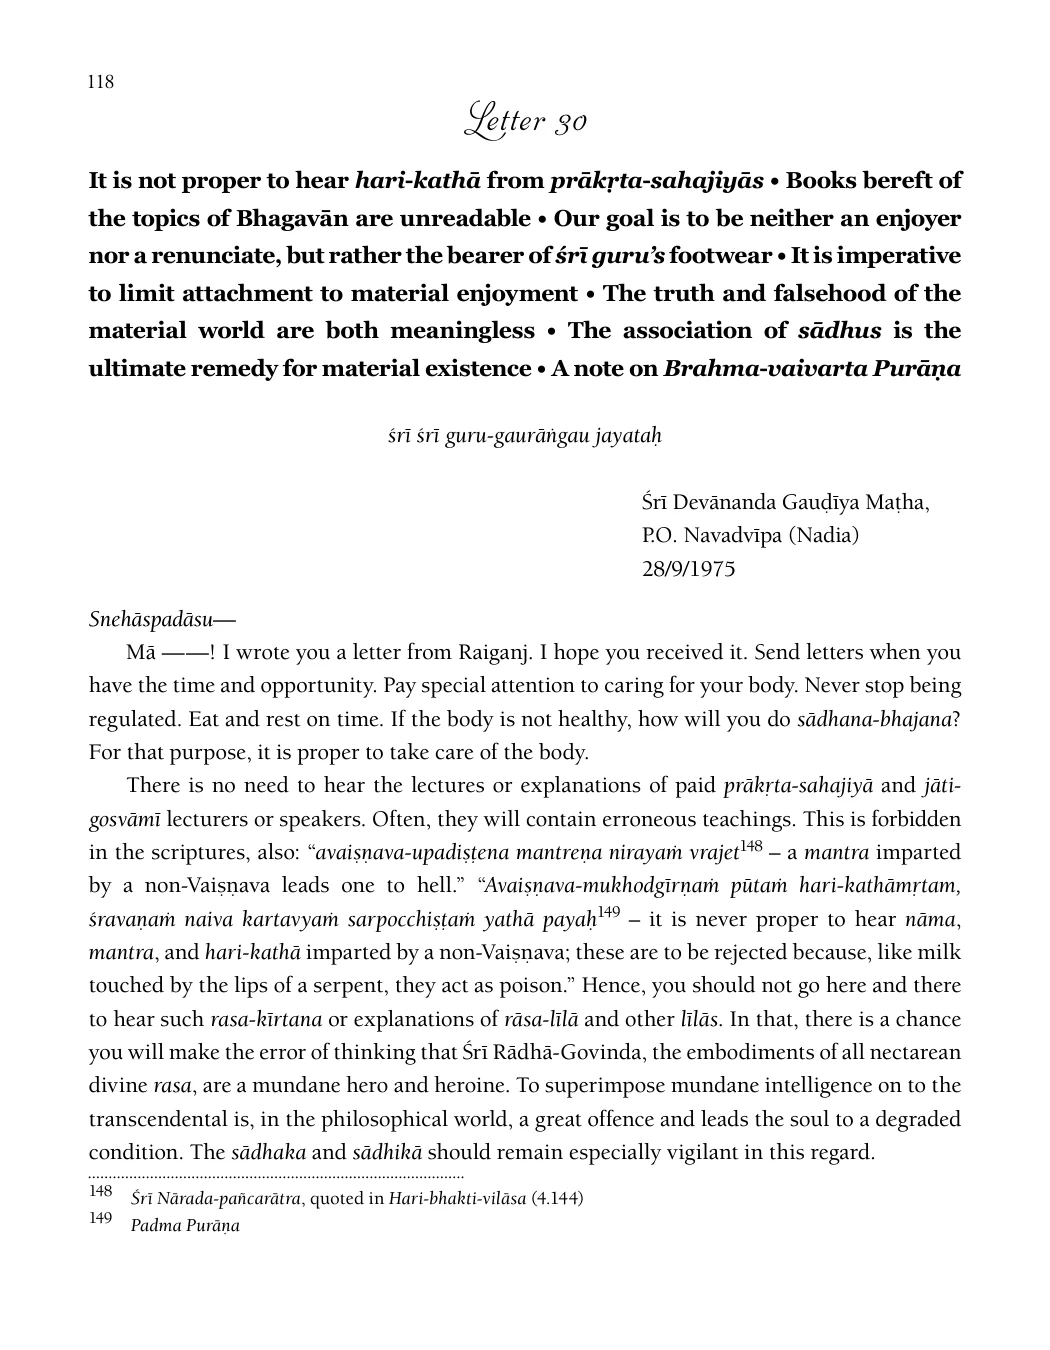 118
Letter 30
It is not proper to hear hari-kathā from prākṛta-sahajiyās • Books bereft of
the topics of Bhagavān are unreadable • Our goal is to be neither an enjoyer
nor a renunciate, but rather the bearer of śrī guru’s footwear • It is imperative
to limit attachment to material enjoyment • The truth and falsehood of the
material world are both meaningless • The association of sādhus is the
ultimate remedy for material existence • A note on Brahma-vaivarta Purāṇa
śrī śrī guru-gaurāṅgau jayataḥ
Śrī Devānanda Gauḍīya Maṭha,
P.O. Navadvīpa (Nadia)
28/9/1975
Snehāspadāsu—
Mā ——! I wrote you a letter from Raiganj. I hope you received it. Send letters when you
have the time and opportunity. Pay special attention to caring for your body. Never stop being
regulated. Eat and rest on time. If the body is not healthy, how will you do sādhana-bhajana?
For that purpose, it is proper to take care of the body.
There is no need to hear the lectures or explanations of paid prākṛta-sahajiyā and jāti-
gosvāmī lecturers or speakers. Often, they will contain erroneous teachings. This is forbidden
in the scriptures, also: “avaiṣṇava-upadiṣṭena mantreṇa nirayaṁ vrajet148 – a mantra imparted
by a non-Vaiṣṇava leads one to hell.” “Avaiṣṇava-mukhodgīrṇaṁ pūtaṁ hari-kathāmṛtam,
śravaṇaṁ naiva kartavyaṁ sarpocchiṣṭaṁ yathā payaḥ149 – it is never proper to hear nāma,
mantra, and hari-kathā imparted by a non-Vaiṣṇava; these are to be rejected because, like milk
touched by the lips of a serpent, they act as poison.” Hence, you should not go here and there
to hear such rasa-kīrtana or explanations of rāsa-līlā and other līlās. In that, there is a chance
you will make the error of thinking that Śrī Rādhā-Govinda, the embodiments of all nectarean
divine rasa, are a mundane hero and heroine. To superimpose mundane intelligence on to the
transcendental is, in the philosophical world, a great offence and leads the soul to a degraded
condition. The sādhaka and sādhikā should remain especially vigilant in this regard.
148 Śrī Nārada-pañcarātra, quoted in Hari-bhakti-vilāsa (4.144)
149 Padma Purāṇa